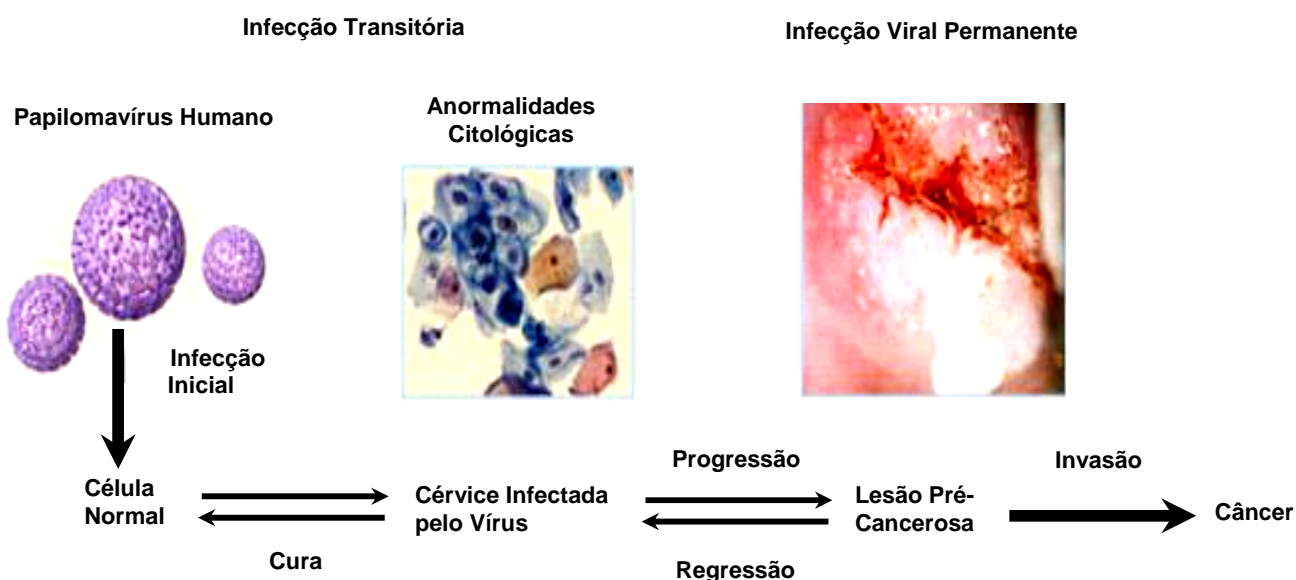 Infecção Transitória
Infecção Viral Permanente
Papilomavírus Humano
Anormalidades
Citológicas
Infecção
Inicial
Progressão
Invasão
Célula
Normal
Cérvice Infectada
pelo Vírus
Lesão Pré-
Cancerosa
Câncer
Cura
Regressão